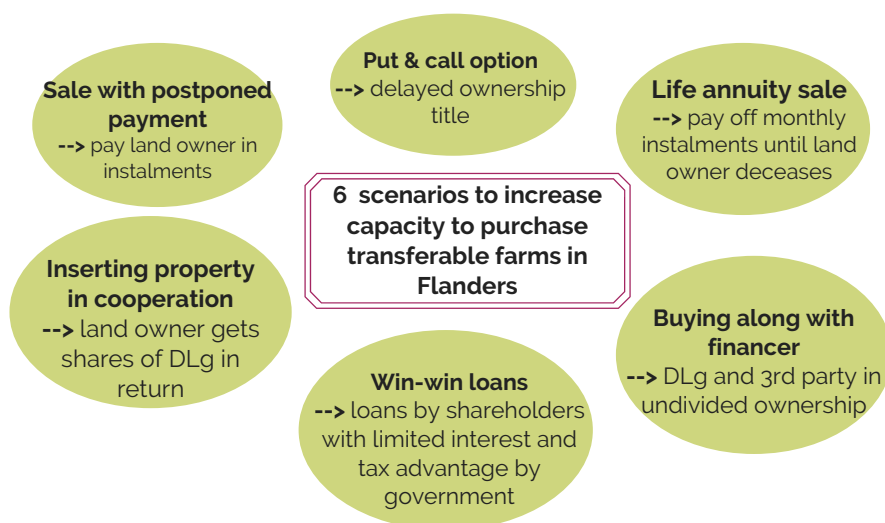 Put & call option
--> delayed ownership
title
Sale with postponed
payment
--> pay land owner in
instalments
Life annuity sale
--> pay off monthly
instalments until land
owner deceases
6 scenarios to increase
capacity to purchase
transferable farms in
Flanders
Inserting property
in cooperation
--> land owner gets
shares of DLg in
return
Buying along with
financer
--> DLg and 3rd party in
undivided ownership
Win-win loans
--> loans by shareholders
with limited interest and
tax advantage by
government